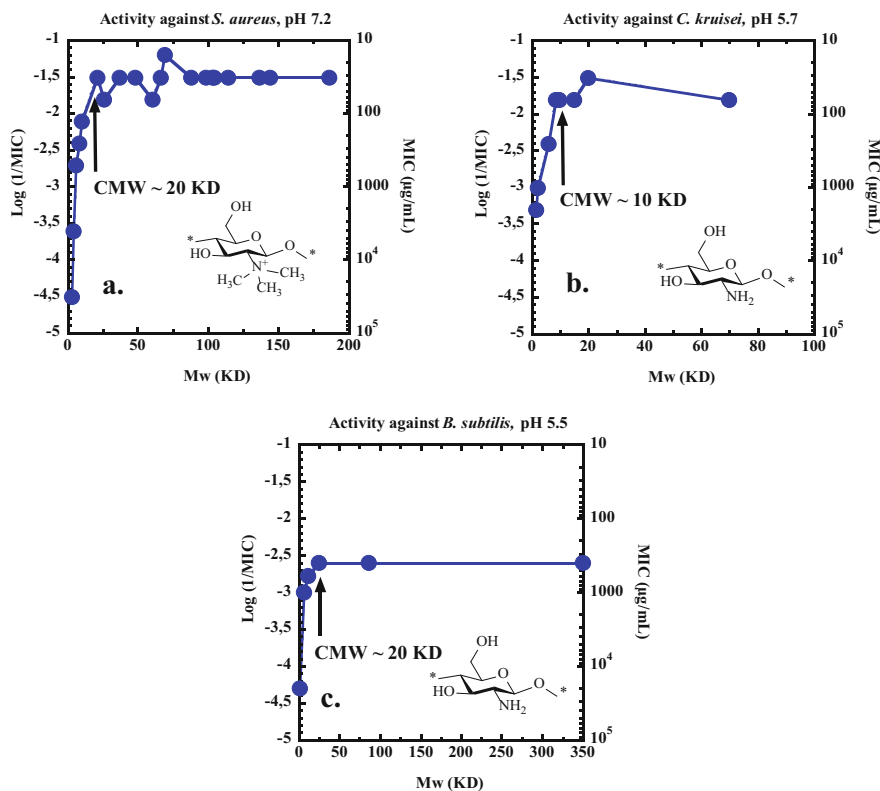 Activity against S. aureus, pH 7.2
-1
-1,5
-2
-2,5
-3
-3,5
-4
-4,5
-5
Log (1/MIC)
10
100
1000
10⁴
10⁵
MIC (µg/mL)
CMW ~ 20 KD
OH
O
HO
O
*
*
N⁺
H₃C
CH₃
CH₃
a.
0 50 100 150 200
Mw (KD)
Activity against C. kruisei, pH 5.7
-1
-1,5
-2
-2,5
-3
-3,5
-4
-4,5
-5
Log (1/MIC)
10
100
1000
10⁴
10⁵
MIC (µg/mL)
CMW ~ 10 KD
OH
O
HO
O
*
*
NH₂
b.
0 20 40 60 80 100
Mw (KD)
Activity against B. subtilis, pH 5.5
-1
-1,5
-2
-2,5
-3
-3,5
-4
-4,5
-5
Log (1/MIC)
10
100
1000
10⁴
10⁵
MIC (µg/mL)
CMW ~ 20 KD
OH
O
HO
O
*
*
NH₂
c.
0 50 100 150 200 250 300 350
Mw (KD)